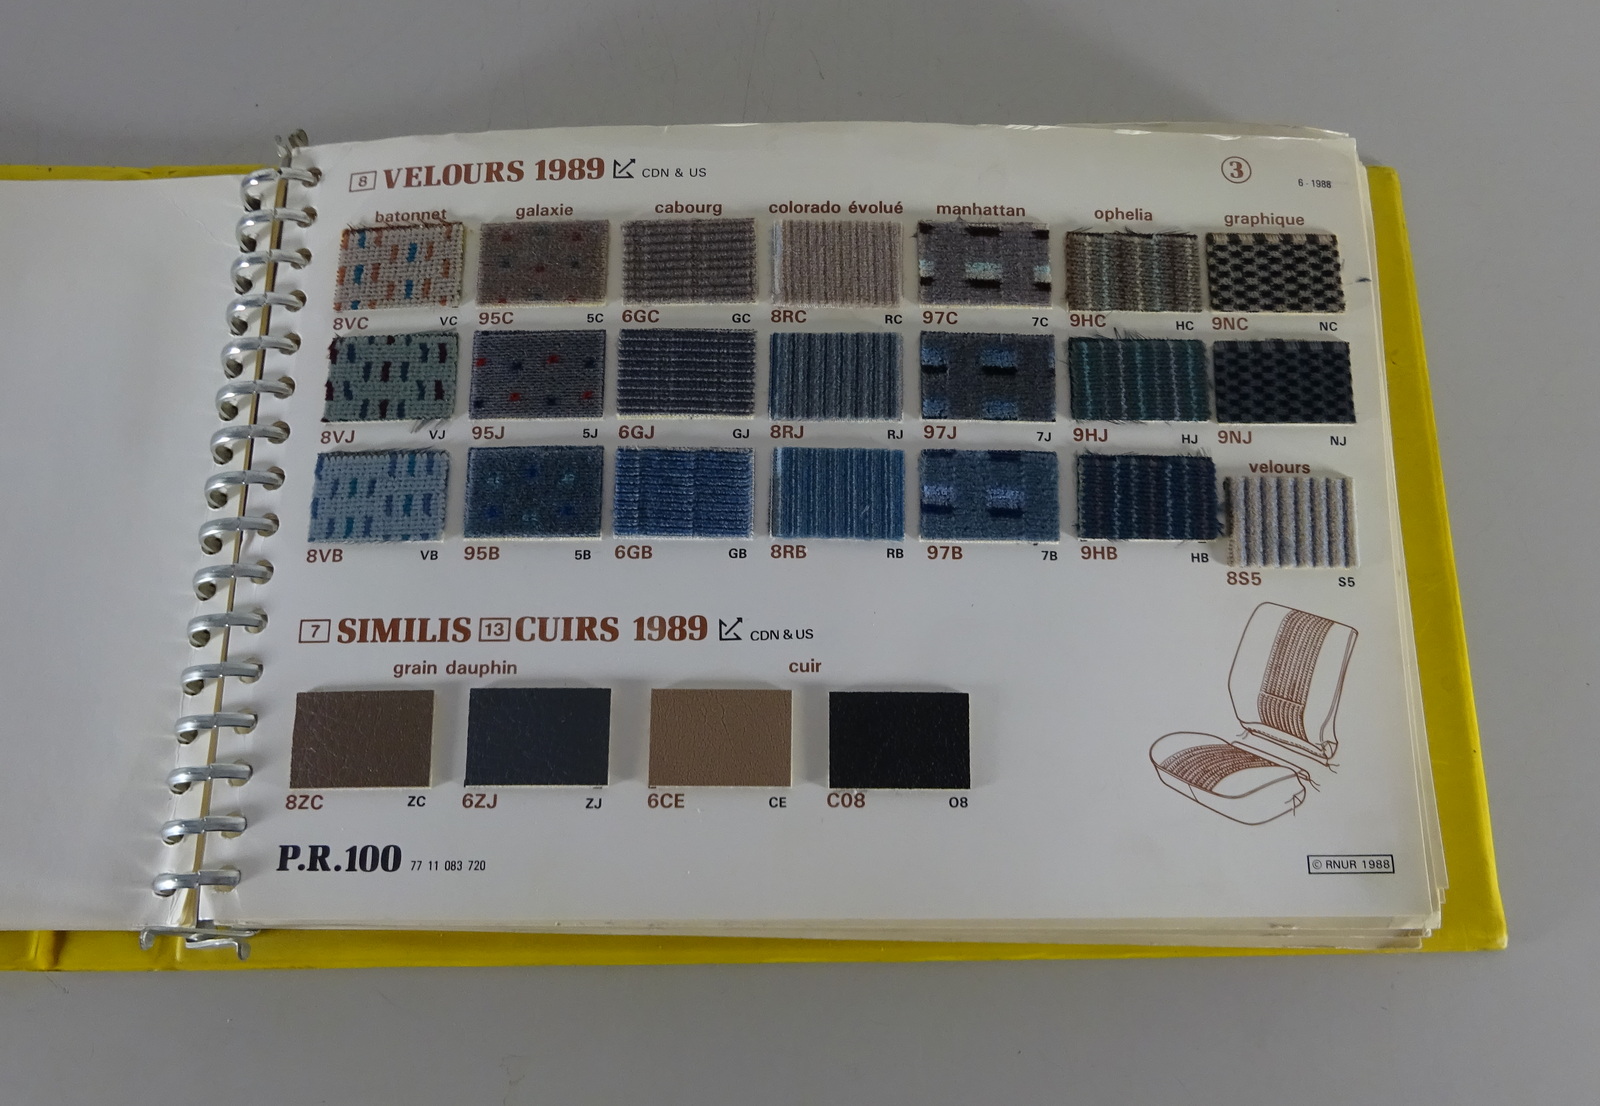 8 VELOURS 1989 CDN & US 3 6-1988
batonnet galaxie cabourg colorado évolué manhattan ophelia graphique
8VC VC 95C 5C 6GC GC 8RC RC 97C 7C 9HC HC 9NC NC
8VJ VJ 95J 5J 6GJ GJ 8RJ RJ 97J 7J 9HJ HJ 9NJ NJ
velours
8VB VB 95B 5B 6GB GB 8RB RB 97B 7B 9HB HB 8S5 S5
7 SIMILIS 13 CUIRS 1989 CDN & US
grain dauphin cuir
8ZC ZC 6ZJ ZJ 6CE CE C08 08
P.R.100 77 11 083 720
© RNUR 1988